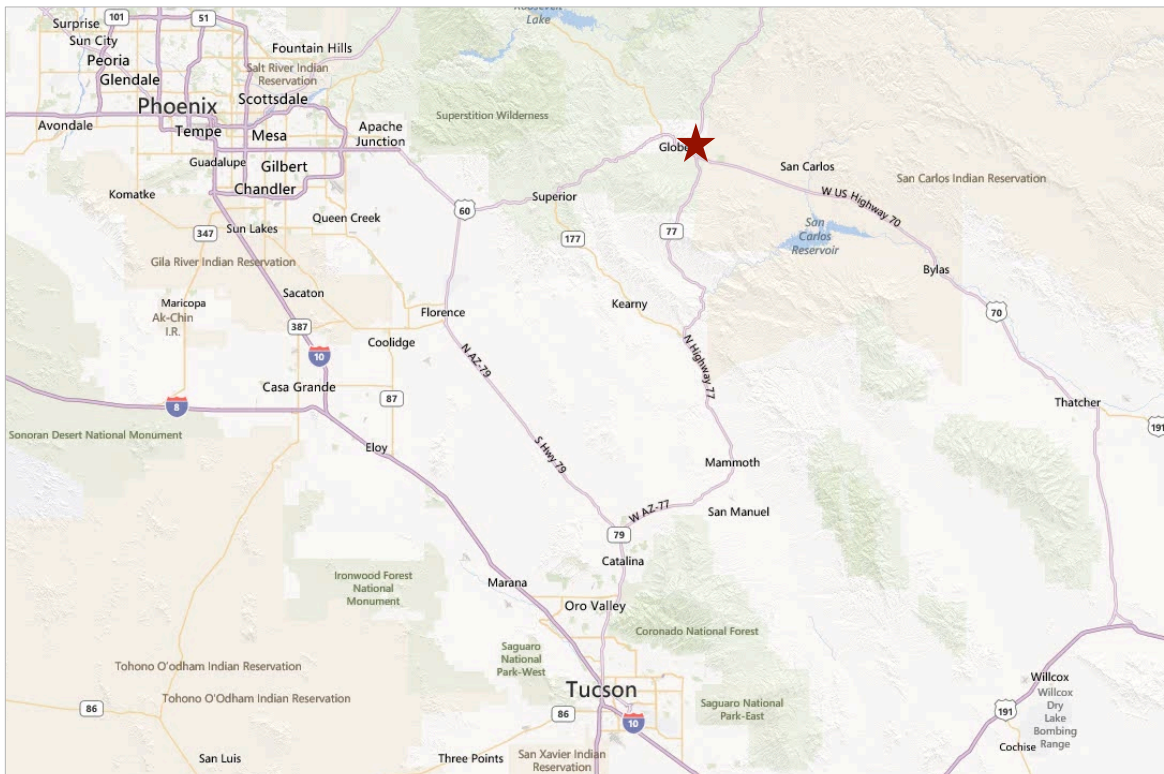 101
51
Roosevelt
Lake
Surprise
Sun City
Peoria
Glendale
Fountain Hills
Salt River Indian
Reservation
Phoenix
Scottsdale
Superstition Wilderness
Avondale
Tempe
Mesa
Apache
Junction
Globe
Guadalupe
Gilbert
Chandler
San Carlos
San Carlos Indian Reservation
Komatke
Superior
W US Highway 70
60
Queen Creek
Sun Lakes
347
177
77
San
Carlos
Reservoir
Gila River Indian Reservation
Bylas
Sacaton
Maricopa
Ak-Chin
I.R.
Kearny
Florence
70
387
Coolidge
N AZ-79
N Highway 77
10
Casa Grande
87
8
Thatcher
191
Sonoran Desert National Monument
Eloy
S Hwy 79
Mammoth
W AZ-77
San Manuel
79
Catalina
Ironwood Forest
National
Monument
Marana
Oro Valley
Coronado National Forest
Saguaro
National
Park-West
Tohono O'odham Indian Reservation
Tohono O'Odham Indian Reservation
Tucson
Saguaro National
Park-East
Willcox
Willcox
Dry
Lake
Bombing
Range
86
86
10
191
Cochise
San Luis
Three Points
San Xavier Indian
Reservation